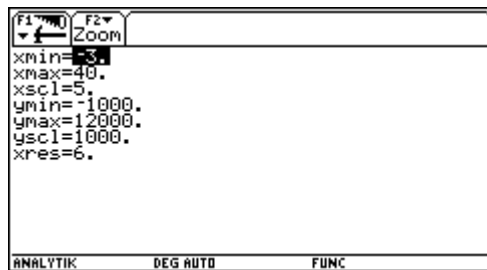 F1 F2
Zoom
xmin=-3.
xmax=40.
xscl=5.
ymin=-1000.
ymax=12000.
yscl=1000.
xres=6.
ANALYTIK DEG AUTO FUNC